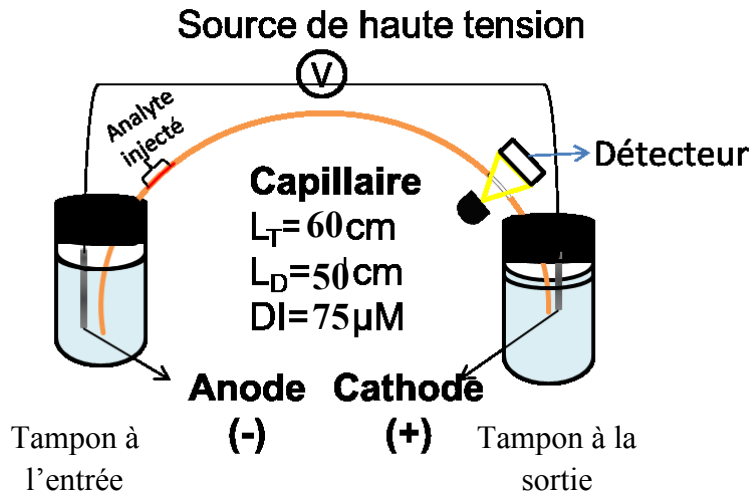 Source de haute tension
V
Analyte
injecté
Détecteur
Capillaire
LT= 60cm
LD= 50cm
DI= 75µM
Anode Cathode
(-) (+)
Tampon à
l’entrée
Tampon à la
sortie